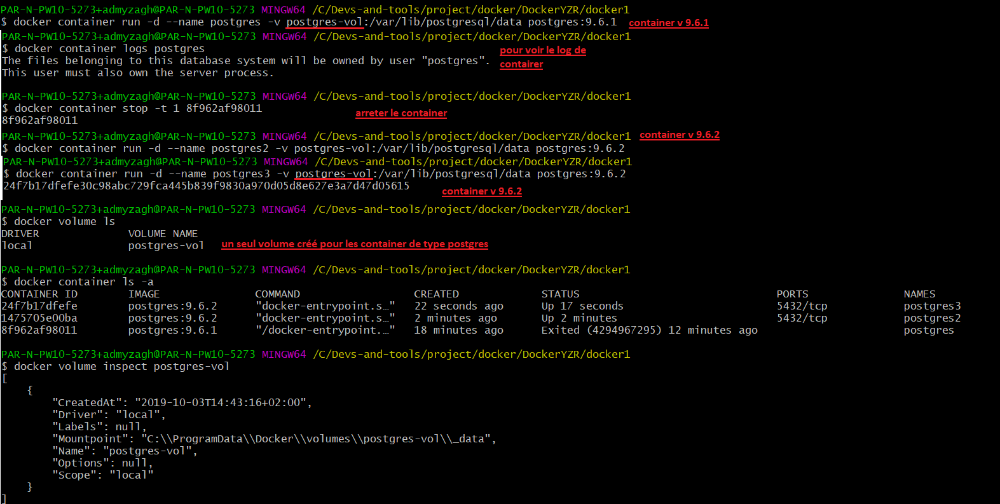 PAR-N-PW10-5273+admyzagh@PAR-N-PW10-5273 MINGW64 /C/Devs-and-tools/project/docker/DockerYZR/docker1
$ docker container run -d --name postgres -v postgres-vol:/var/lib/postgresql/data postgres:9.6.1 container v 9.6.1
PAR-N-PW10-5273+admyzagh@PAR-N-PW10-5273 MINGW64 /C/Devs-and-tools/project/docker/DockerYZR/docker1
$ docker container logs postgres pour voir le log de
The files belonging to this database system will be owned by user "postgres". contairer
This user must also own the server process.
PAR-N-PW10-5273+admyzagh@PAR-N-PW10-5273 MINGW64 /C/Devs-and-tools/project/docker/DockerYZR/docker1
$ docker container stop -t 1 8f962af98011 arreter le container
8f962af98011
PAR-N-PW10-5273+admyzagh@PAR-N-PW10-5273 MINGW64 /C/Devs-and-tools/project/docker/DockerYZR/docker1 container v 9.6.2
$ docker container run -d --name postgres2 -v postgres-vol:/var/lib/postgresql/data postgres:9.6.2
PAR-N-PW10-5273+admyzagh@PAR-N-PW10-5273 MINGW64 /C/Devs-and-tools/project/docker/DockerYZR/docker1
$ docker container run -d --name postgres3 -v postgres-vol:/var/lib/postgresql/data postgres:9.6.2
24f7b17dfefe30c98abc729fca445b839f9830a970d05d8e627e3a7d47d05615 container v 9.6.2
PAR-N-PW10-5273+admyzagh@PAR-N-PW10-5273 MINGW64 /C/Devs-and-tools/project/docker/DockerYZR/docker1
$ docker volume ls
DRIVER VOLUME NAME
local postgres-vol un seul volume créé pour les container de type postgres
PAR-N-PW10-5273+admyzagh@PAR-N-PW10-5273 MINGW64 /C/Devs-and-tools/project/docker/DockerYZR/docker1
$ docker container ls -a
CONTAINER ID IMAGE COMMAND CREATED STATUS PORTS NAMES
24f7b17dfefe postgres:9.6.2 "docker-entrypoint.s…" 22 seconds ago Up 17 seconds 5432/tcp postgres3
1475705e00ba postgres:9.6.2 "docker-entrypoint.s…" 2 minutes ago Up 2 minutes 5432/tcp postgres2
8f962af98011 postgres:9.6.1 "/docker-entrypoint.…" 18 minutes ago Exited (4294967295) 12 minutes ago postgres
PAR-N-PW10-5273+admyzagh@PAR-N-PW10-5273 MINGW64 /C/Devs-and-tools/project/docker/DockerYZR/docker1
$ docker volume inspect postgres-vol
[
{
"CreatedAt": "2019-10-03T14:43:16+02:00",
"Driver": "local",
"Labels": null,
"Mountpoint": "C:\\ProgramData\\Docker\\volumes\\postgres-vol\\_data",
"Name": "postgres-vol",
"Options": null,
"Scope": "local"
}
]